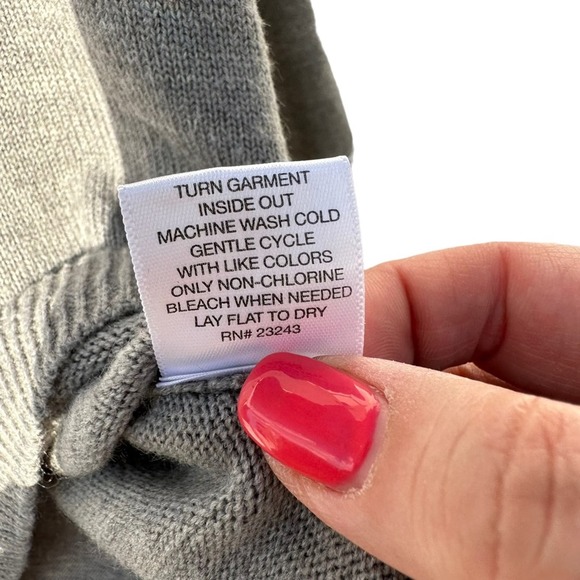 TURN GARMENT
INSIDE OUT
MACHINE WASH COLD
GENTLE CYCLE
WITH LIKE COLORS
ONLY NON-CHLORINE
BLEACH WHEN NEEDED
LAY FLAT TO DRY
RN# 23243